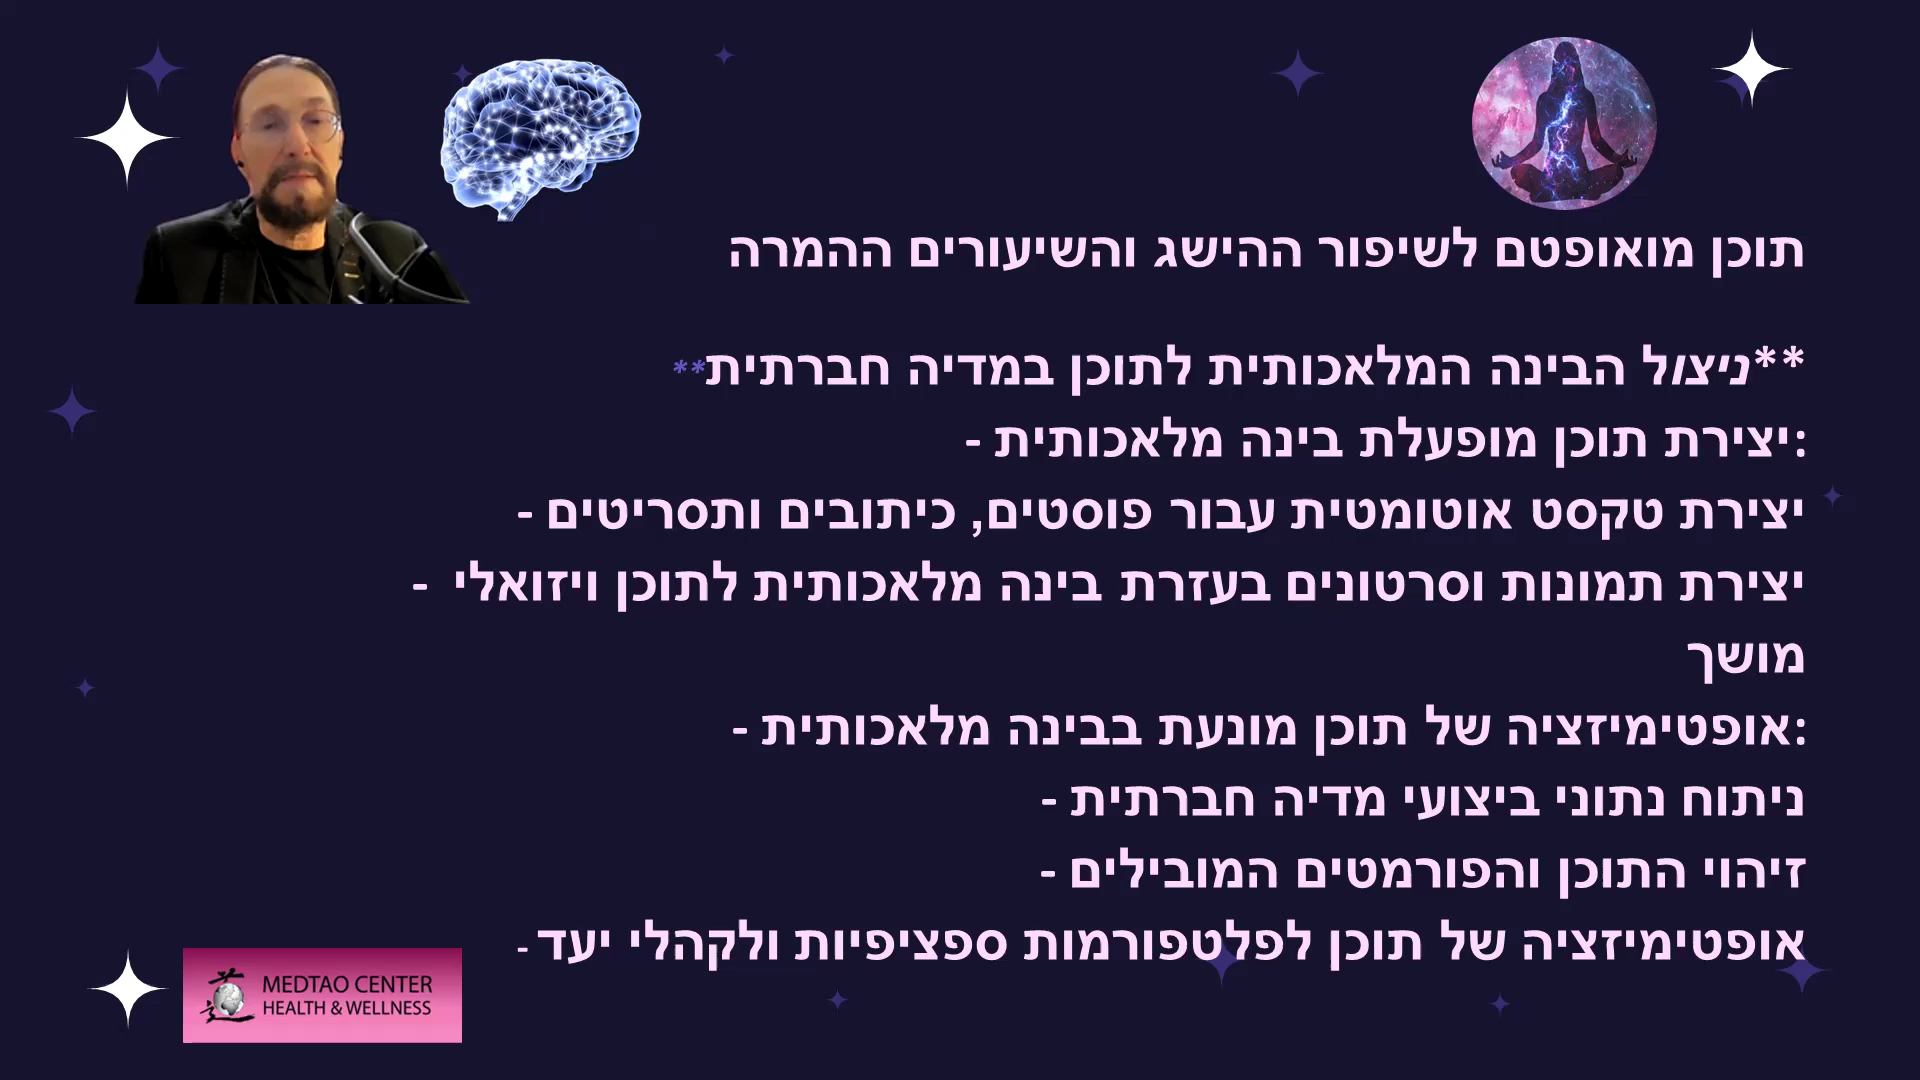 תוכן מואופטם לשיפור ההישג והשיעורים ההמרה
**ניצול הבינה המלאכותית לתוכן במדיה חברתית**
:יצירת תוכן מופעלת בינה מלאכותית -
יצירת טקסט אוטומטית עבור פוסטים, כיתובים ותסריטים -
יצירת תמונות וסרטונים בעזרת בינה מלאכותית לתוכן ויזואלי -
מושך
:אופטימיזציה של תוכן מונעת בבינה מלאכותית -
ניתוח נתוני ביצועי מדיה חברתית -
זיהוי התוכן והפורמטים המובילים -
אופטימיזציה של תוכן לפלטפורמות ספציפיות ולקהלי יעד -
MEDTAO CENTER
HEALTH & WELLNESS